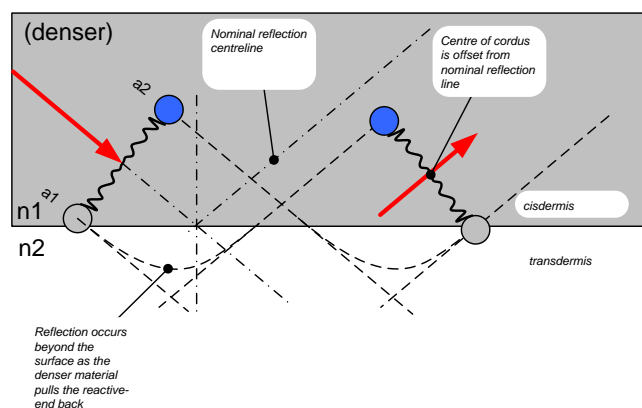 (denser)
Nominal reflection
centreline
Centre of cordus
is offset from
nominal reflection
line
a2
a1
n1
cisdermis
n2
transdermis
Reflection occurs
beyond the
surface as the
denser material
pulls the reactive-
end back